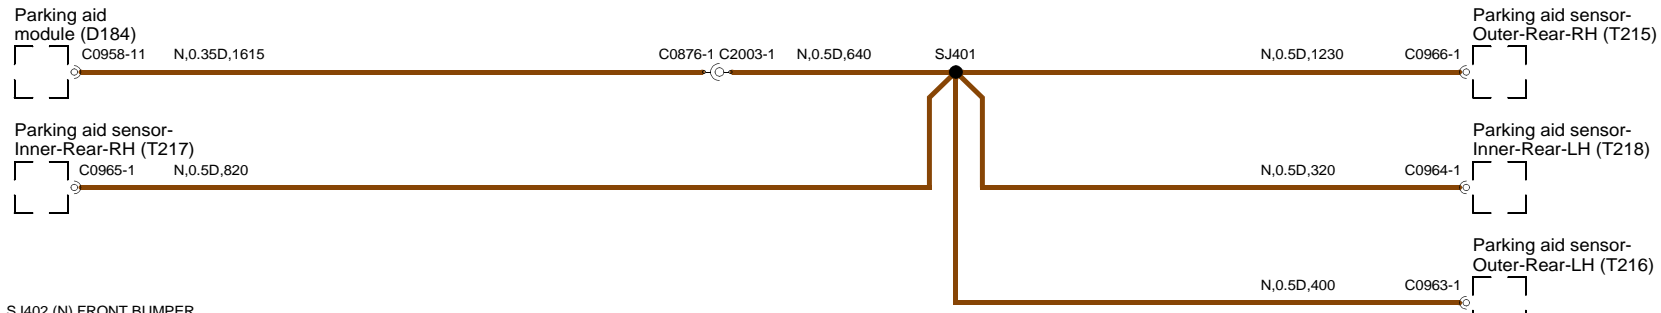 Parking aid
module (D184)
C0958-11 N,0.35D,1615 C0876-1 C2003-1 N,0.5D,640 SJ401 N,0.5D,1230 C0966-1
Parking aid sensor-
Outer-Rear-RH (T215)
Parking aid sensor-
Inner-Rear-RH (T217)
C0965-1 N,0.5D,820
N,0.5D,320 C0964-1
Parking aid sensor-
Inner-Rear-LH (T218)
N,0.5D,400 C0963-1
Parking aid sensor-
Outer-Rear-LH (T216)
SJ402 (N) FRONT BUMPER